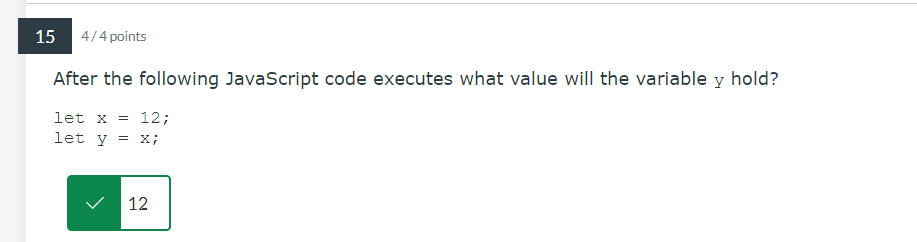 15 4/4 points
After the following JavaScript code executes what value will the variable y hold?
let x = 12;
let y = x;
12